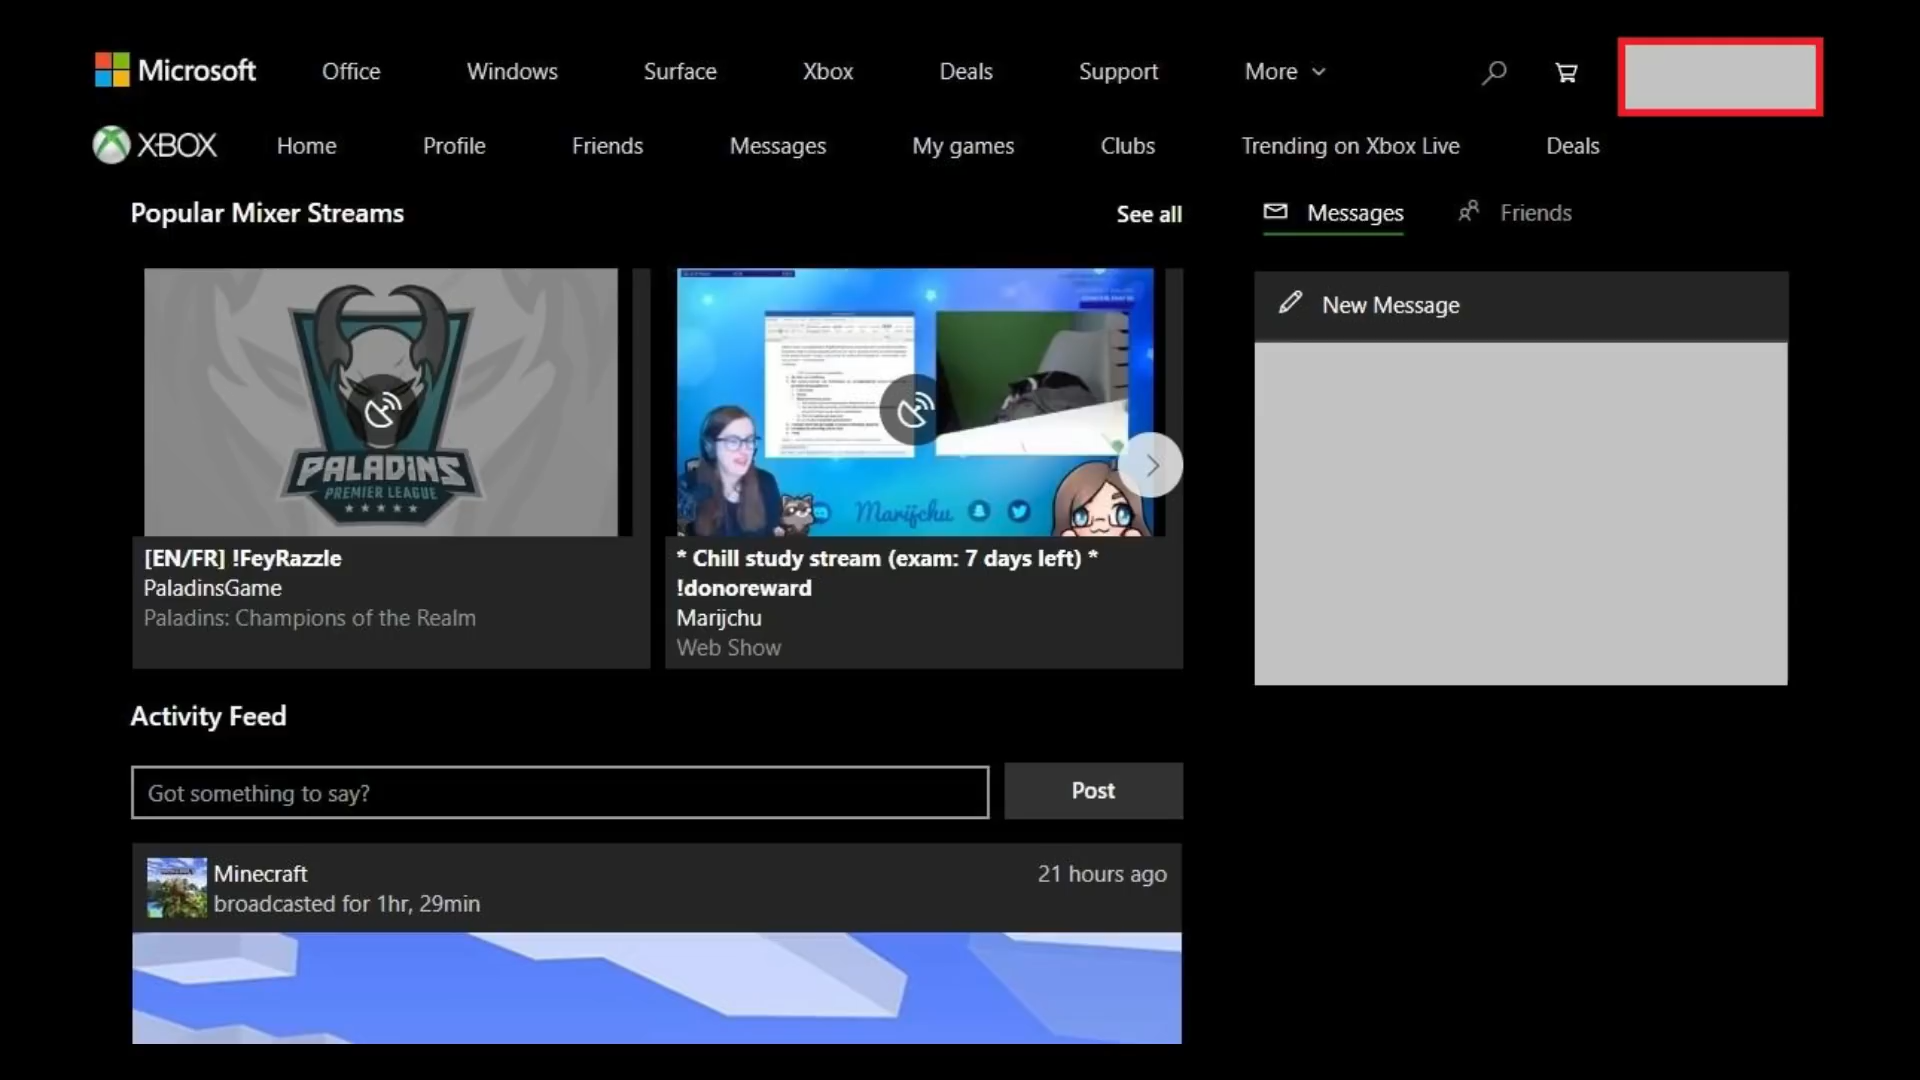 Microsoft Office Windows Surface Xbox Deals Support More
XBOX Home Profile Friends Messages My games Clubs Trending on Xbox Live Deals
Popular Mixer Streams See all
Messages Friends
New Message
PALADINS
PREMIER LEAGUE
Marijchu
[EN/FR] !FeyRazzle
PaladinsGame
Paladins: Champions of the Realm
* Chill study stream (exam: 7 days left) *
!donoreward
Marijchu
Web Show
Activity Feed
Got something to say? Post
Minecraft 21 hours ago
broadcasted for 1hr, 29min